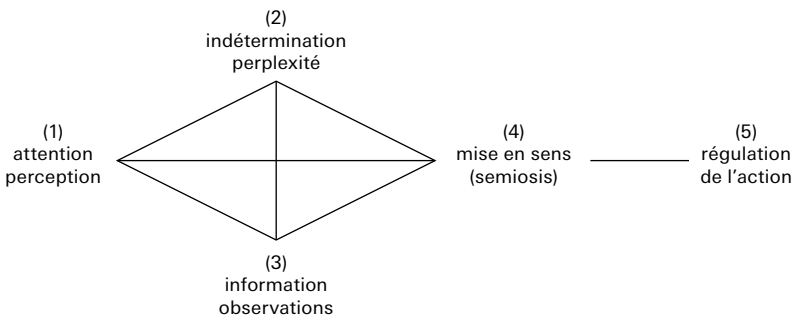 (2)
indétermination
perplexité
(1)
attention
perception
(4)
mise en sens
(semiosis)
(5)
régulation
de l'action
(3)
information
observations